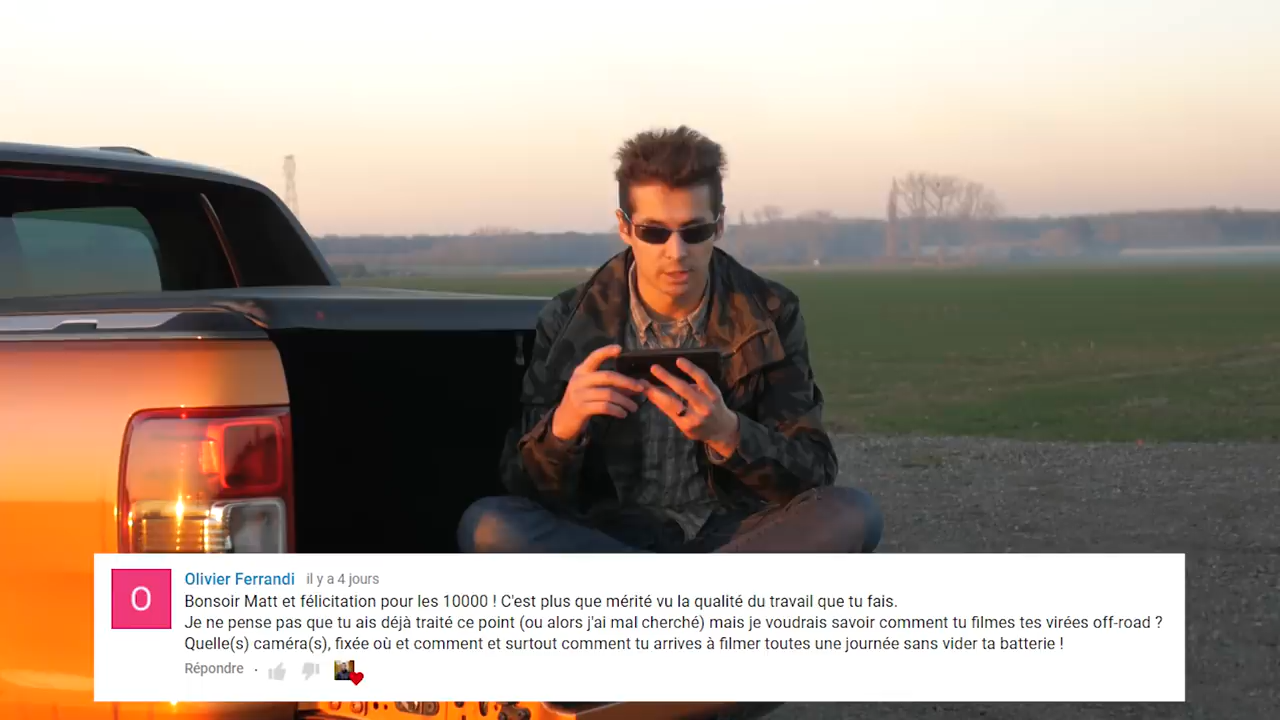 O
Olivier Ferrandi il y a 4 jours
Bonsoir Matt et félicitation pour les 10000 ! C'est plus que mérité vu la qualité du travail que tu fais.
Je ne pense pas que tu ais déjà traité ce point (ou alors j'ai mal cherché) mais je voudrais savoir comment tu filmes tes virées off-road ?
Quelle(s) caméra(s), fixée où et comment et surtout comment tu arrives à filmer toutes une journée sans vider ta batterie !
Répondre